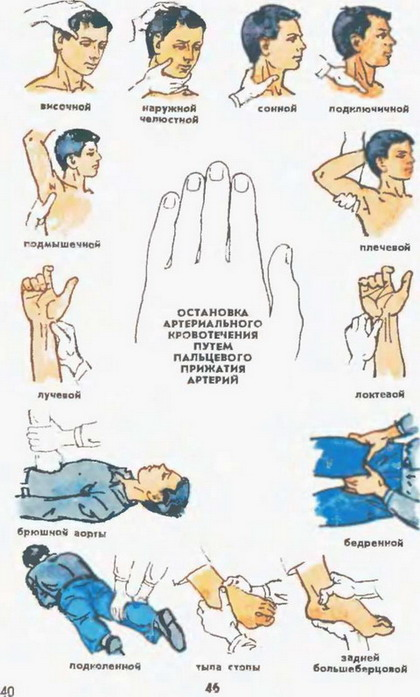 височной
наружной
челюстной
сонной
подключичной
подмышечной
плечевой
ОСТАНОВКА
АРТЕРИАЛЬНОГО
КРОВОТЕЧЕНИЯ
ПУТЕМ
ПАЛЬЦЕВОГО
ПРИЖАТИЯ
АРТЕРИЙ
лучевой
локтевой
брюшной аорты
бедренной
подколенной
тыла стопы
задней
большеберцовой
40
46